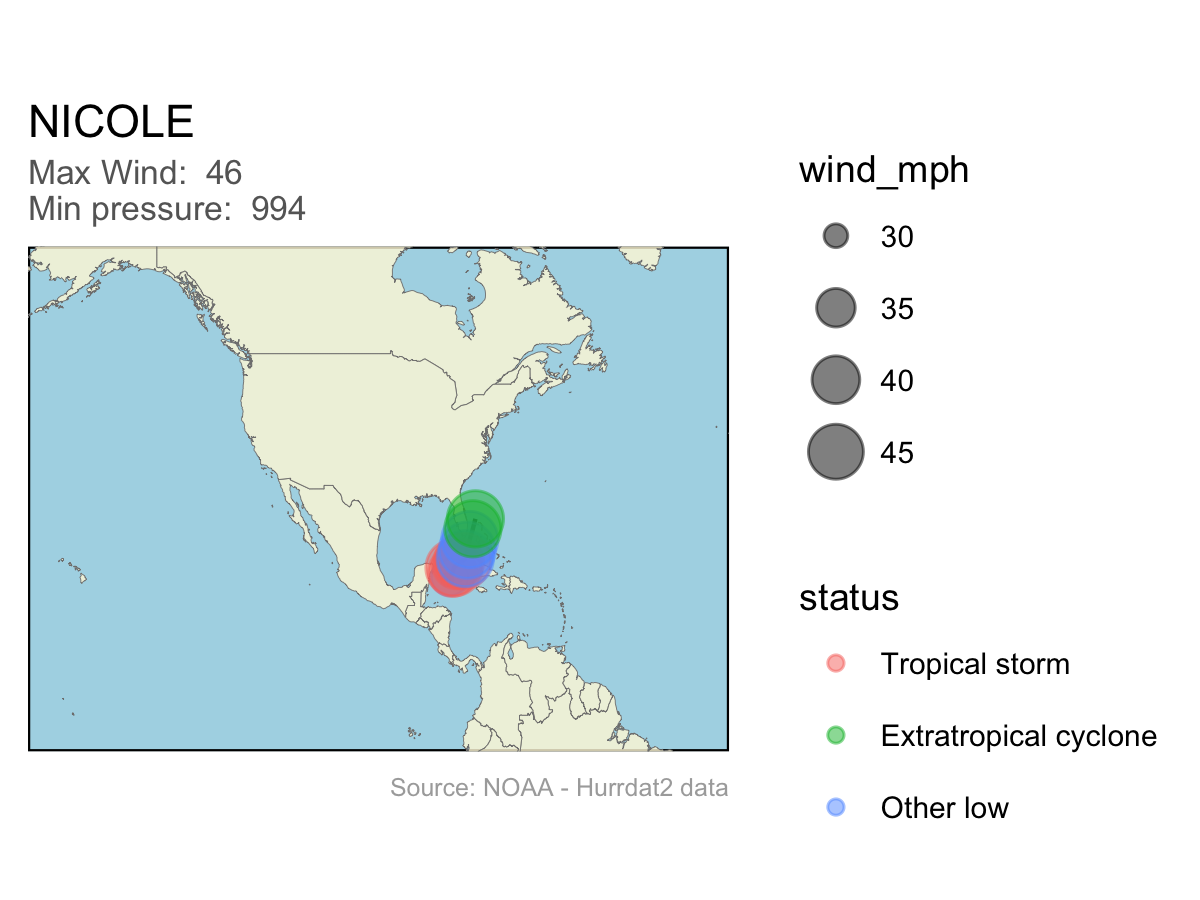 NICOLE
Max Wind:  46
Min pressure:  994
wind_mph
30
35
40
45
status
Tropical storm
Extratropical cyclone
Other low
Source: NOAA - Hurrdat2 data